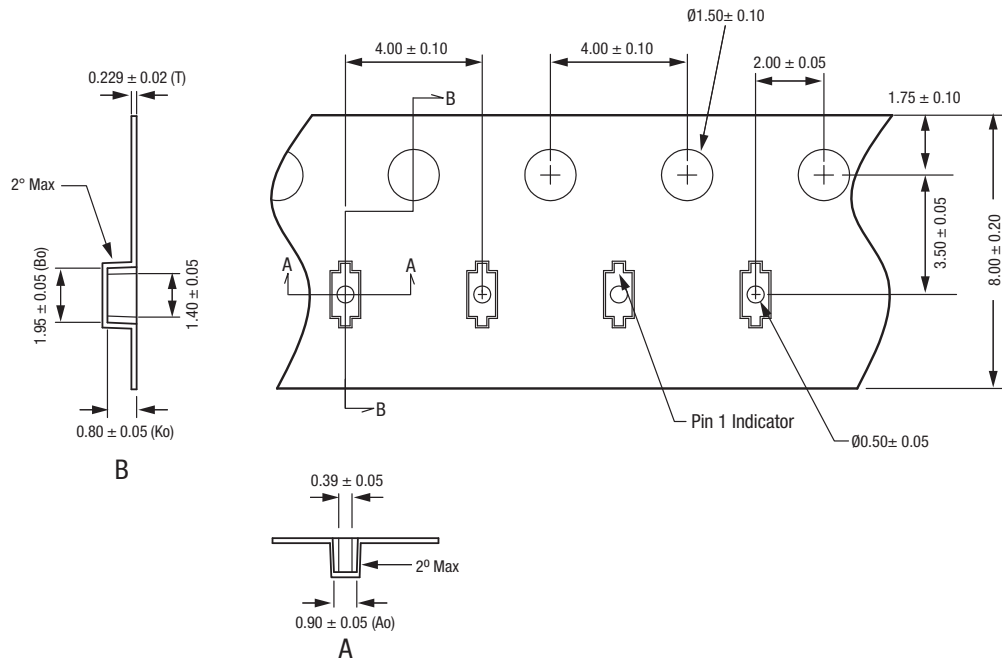 Ø1.50± 0.10
4.00 ± 0.10
4.00 ± 0.10
2.00 ± 0.05
0.229 ± 0.02 (T)
B
1.75 ± 0.10
2° Max
3.50 ± 0.05
8.00 ± 0.20
A
A
1.95 ± 0.05 (Bo)
1.40 ± 0.05
B
Pin 1 Indicator
0.80 ± 0.05 (Ko)
Ø0.50± 0.05
B
0.39 ± 0.05
2º Max
0.90 ± 0.05 (Ao)
A